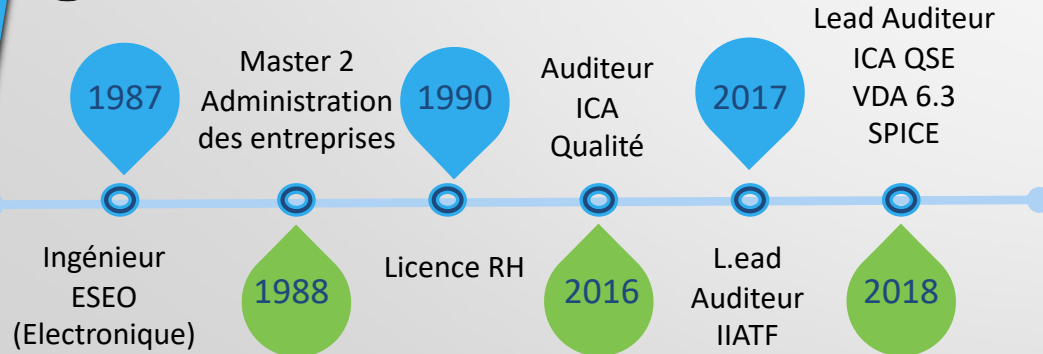 1987
Ingénieur
ESEO
(Electronique)
Master 2
Administration
des entreprises
1988
1990
Licence RH
Auditeur
ICA
Qualité
2016
2017
L.ead
Auditeur
IIATF
Lead Auditeur
ICA QSE
VDA 6.3
SPICE
2018